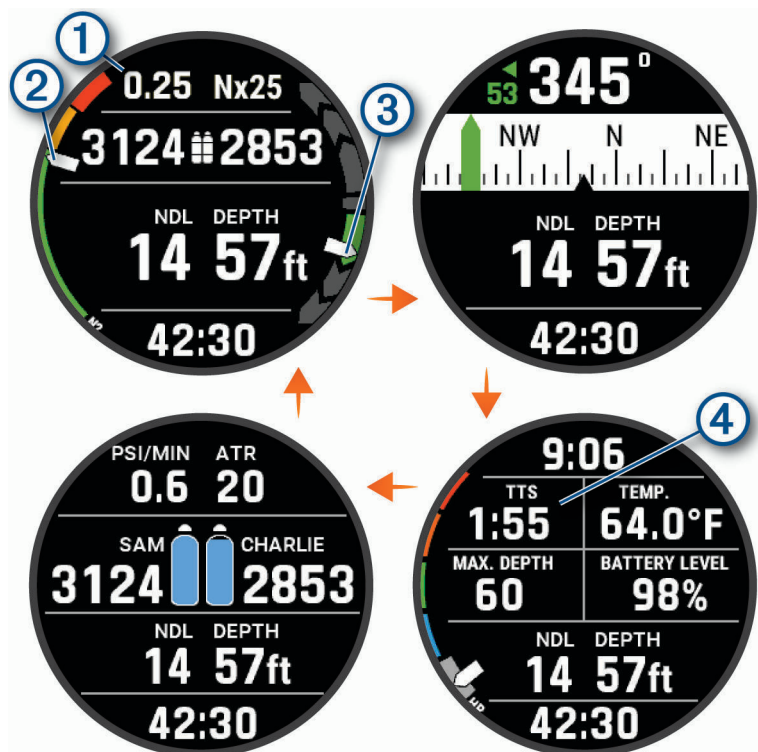 1
2
3
4
0.25 Nx25
3124 2853
NDL DEPTH
14 57ft
42:30
N2
53 345°
NW N NE
NDL DEPTH
14 57ft
42:30
9:06
TTS TEMP.
1:55 64.0°F
MAX. DEPTH BATTERY LEVEL
60 98%
NDL DEPTH
14 57ft
42:30
HR
PSI/MIN ATR
0.6 20
SAM CHARLIE
3124 2853
NDL DEPTH
14 57ft
42:30